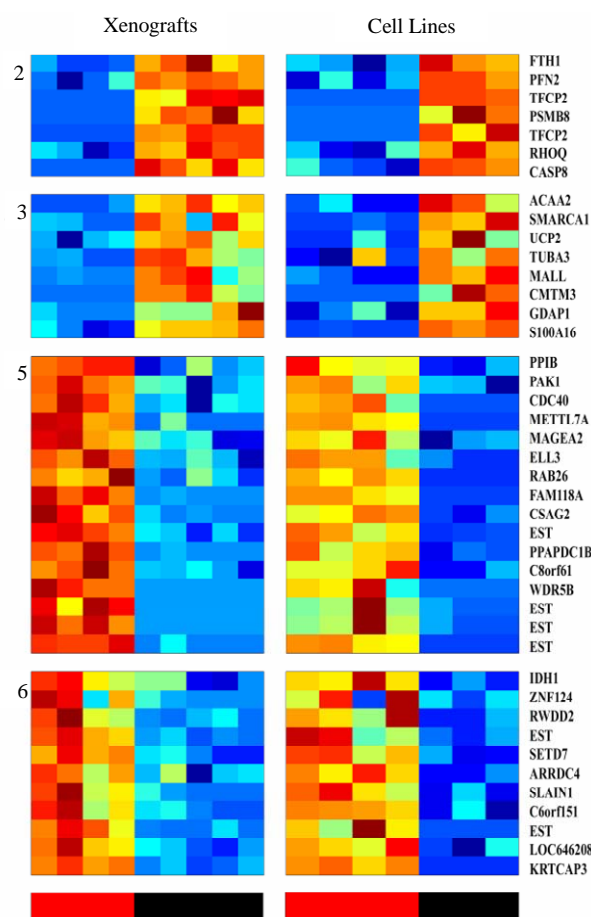 Xenografts Cell Lines
2
FTH1
PFN2
TFCP2
PSMB8
TFCP2
RHOQ
CASP8
3
ACAA2
SMARCA1
UCP2
TUBA3
MALL
CMTM3
GDAP1
S100A16
5
PPIB
PAK1
CDC40
METTL7A
MAGEA2
ELL3
RAB26
FAM118A
CSAG2
EST
PPAPDC1B
C8orf61
WDR5B
EST
EST
EST
6
IDH1
ZNF124
RWDD2
EST
SETD7
ARRDC4
SLAIN1
C6orf151
EST
LOC646208
KRTCAP3